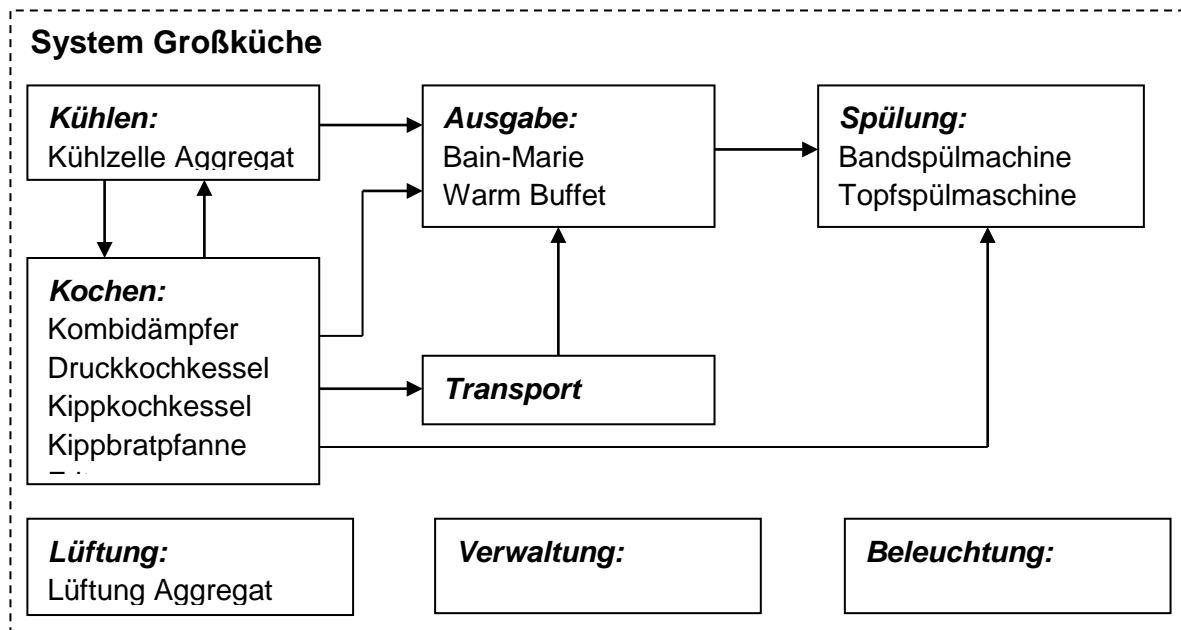 System Großküche
Kühlen:
Kühlzelle Aggregat
Ausgabe:
Bain-Marie
Warm Buffet
Spülung:
Bandspülmachine
Topfspülmaschine
Kochen:
Kombidämpfer
Druckkochkessel
Kippkochkessel
Kippbratpfanne
Transport
Lüftung:
Lüftung Aggregat
Verwaltung:
Beleuchtung: